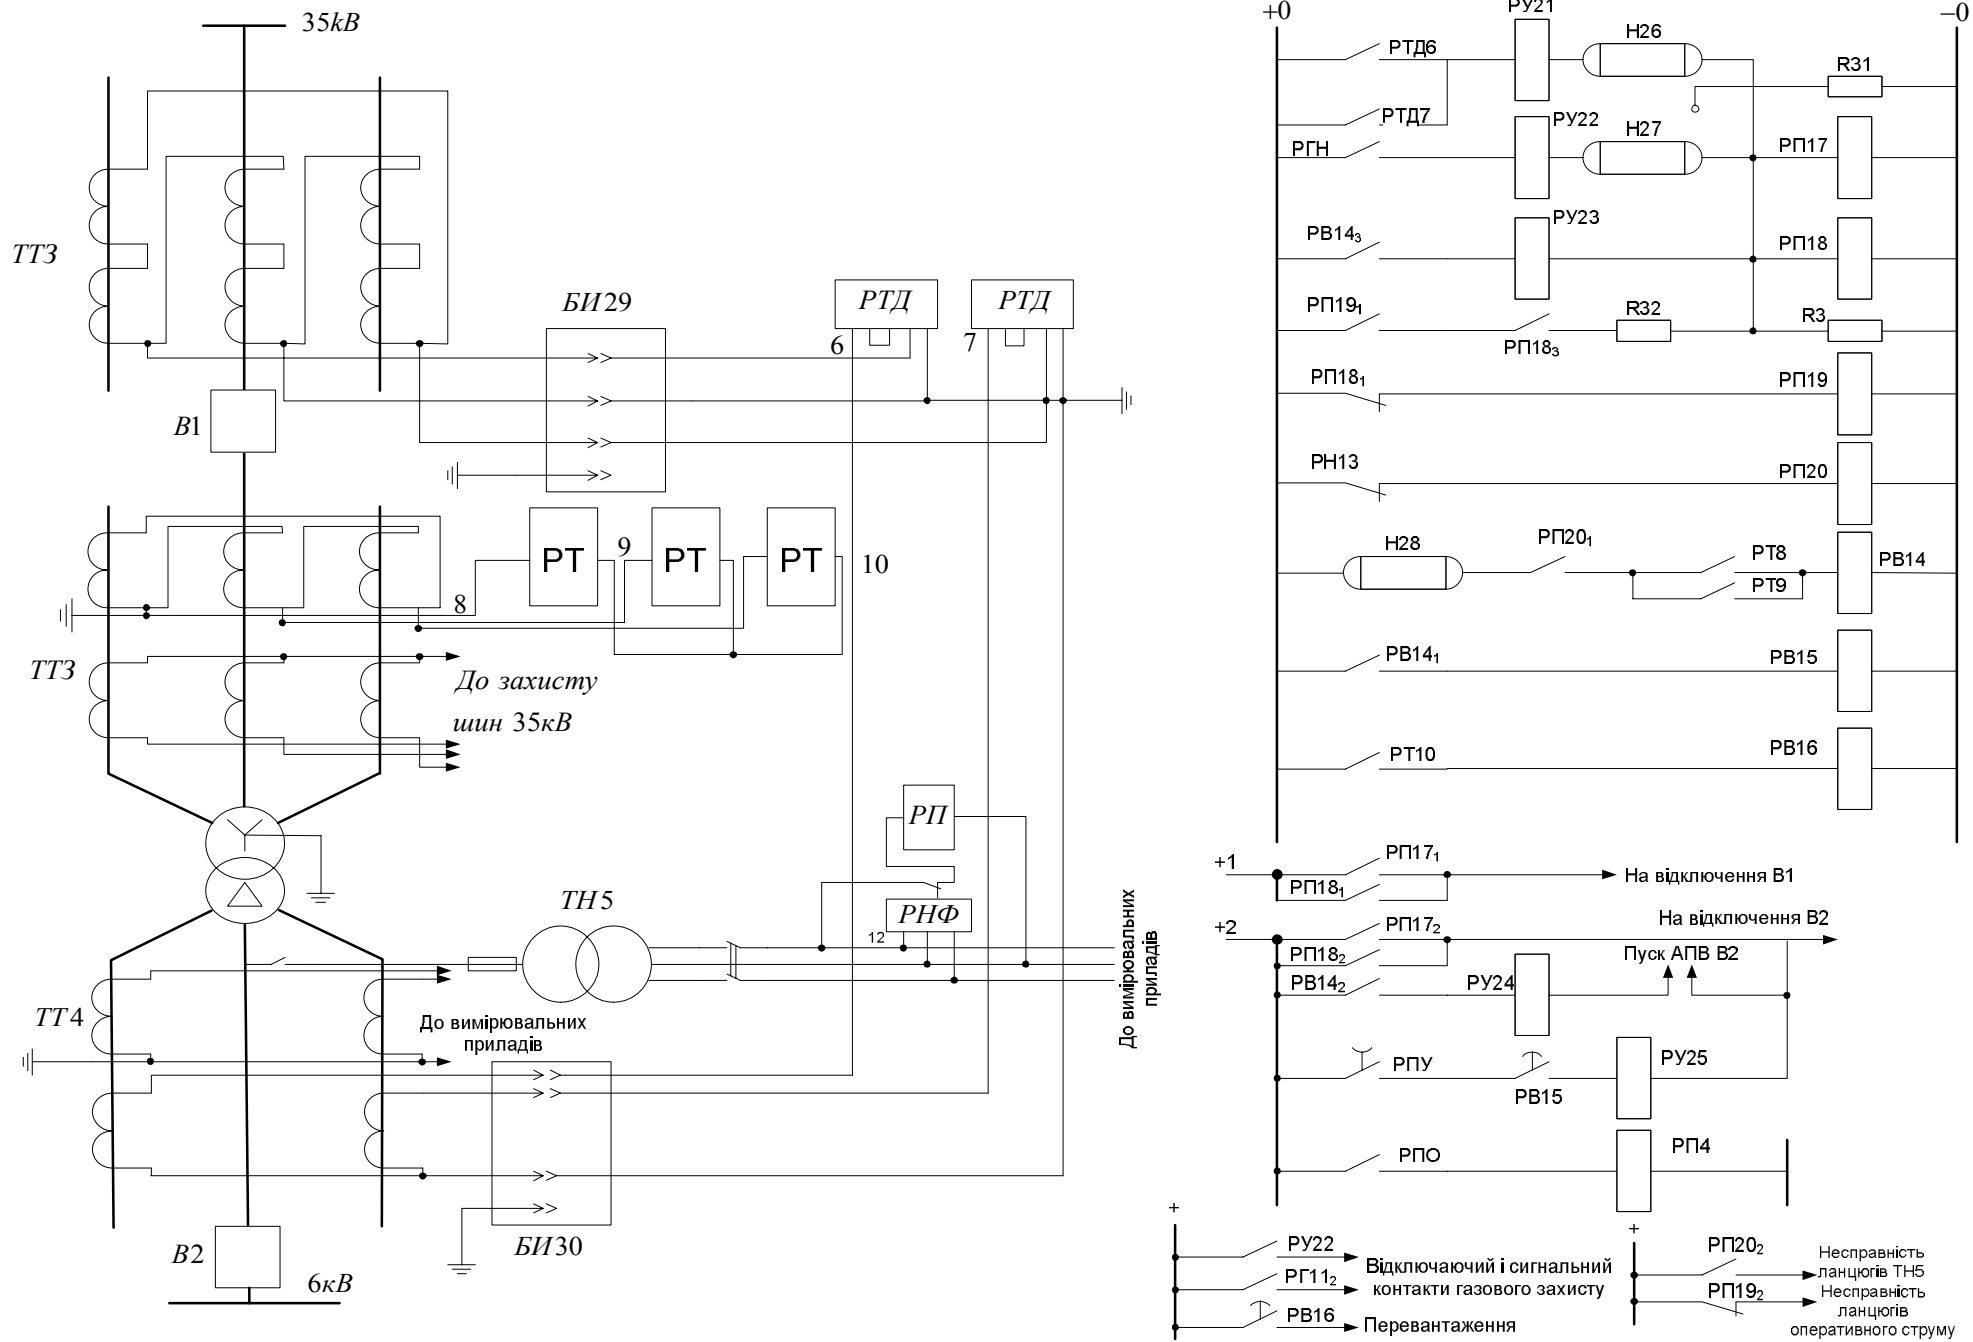 35kB
ТТ3
БИ29
РТД
РТД
6
7
В1
РТ
9
РТ
РТ
10
8
ТТ3
До захисту
шин 35кВ
РП
ТН5
РНФ
12
До вимірювальних
приладів
ТТ4
До вимірювальних
приладів
БИ30
В2
6кВ
+0
РУ21
–0
РТД6
Н26
R31
РТД7
РУ22
Н27
РГН
РП17
РВ14₃
РУ23
РП18
РП19₁
РП18₃
R32
R3
РП18₁
РП19
РН13
РП20
Н28
РП20₁
РТ8
РТ9
РВ14
РВ14₁
РВ15
РТ10
РВ16
+1
РП17₁
РП18₁
На відключення В1
+2
РП17₂
На відключення В2
РП18₂
Пуск АПВ В2
РВ14₂
РУ24
РПУ
РВ15
РУ25
РПО
РП4
+
РУ22
РГ11₂
Відключаючий і сигнальний
контакти газового захисту
РВ16
Перевантаження
+
РП20₂
Несправність
ланцюгів ТН5
РП19₂
Несправність
ланцюгів
оперативного струму